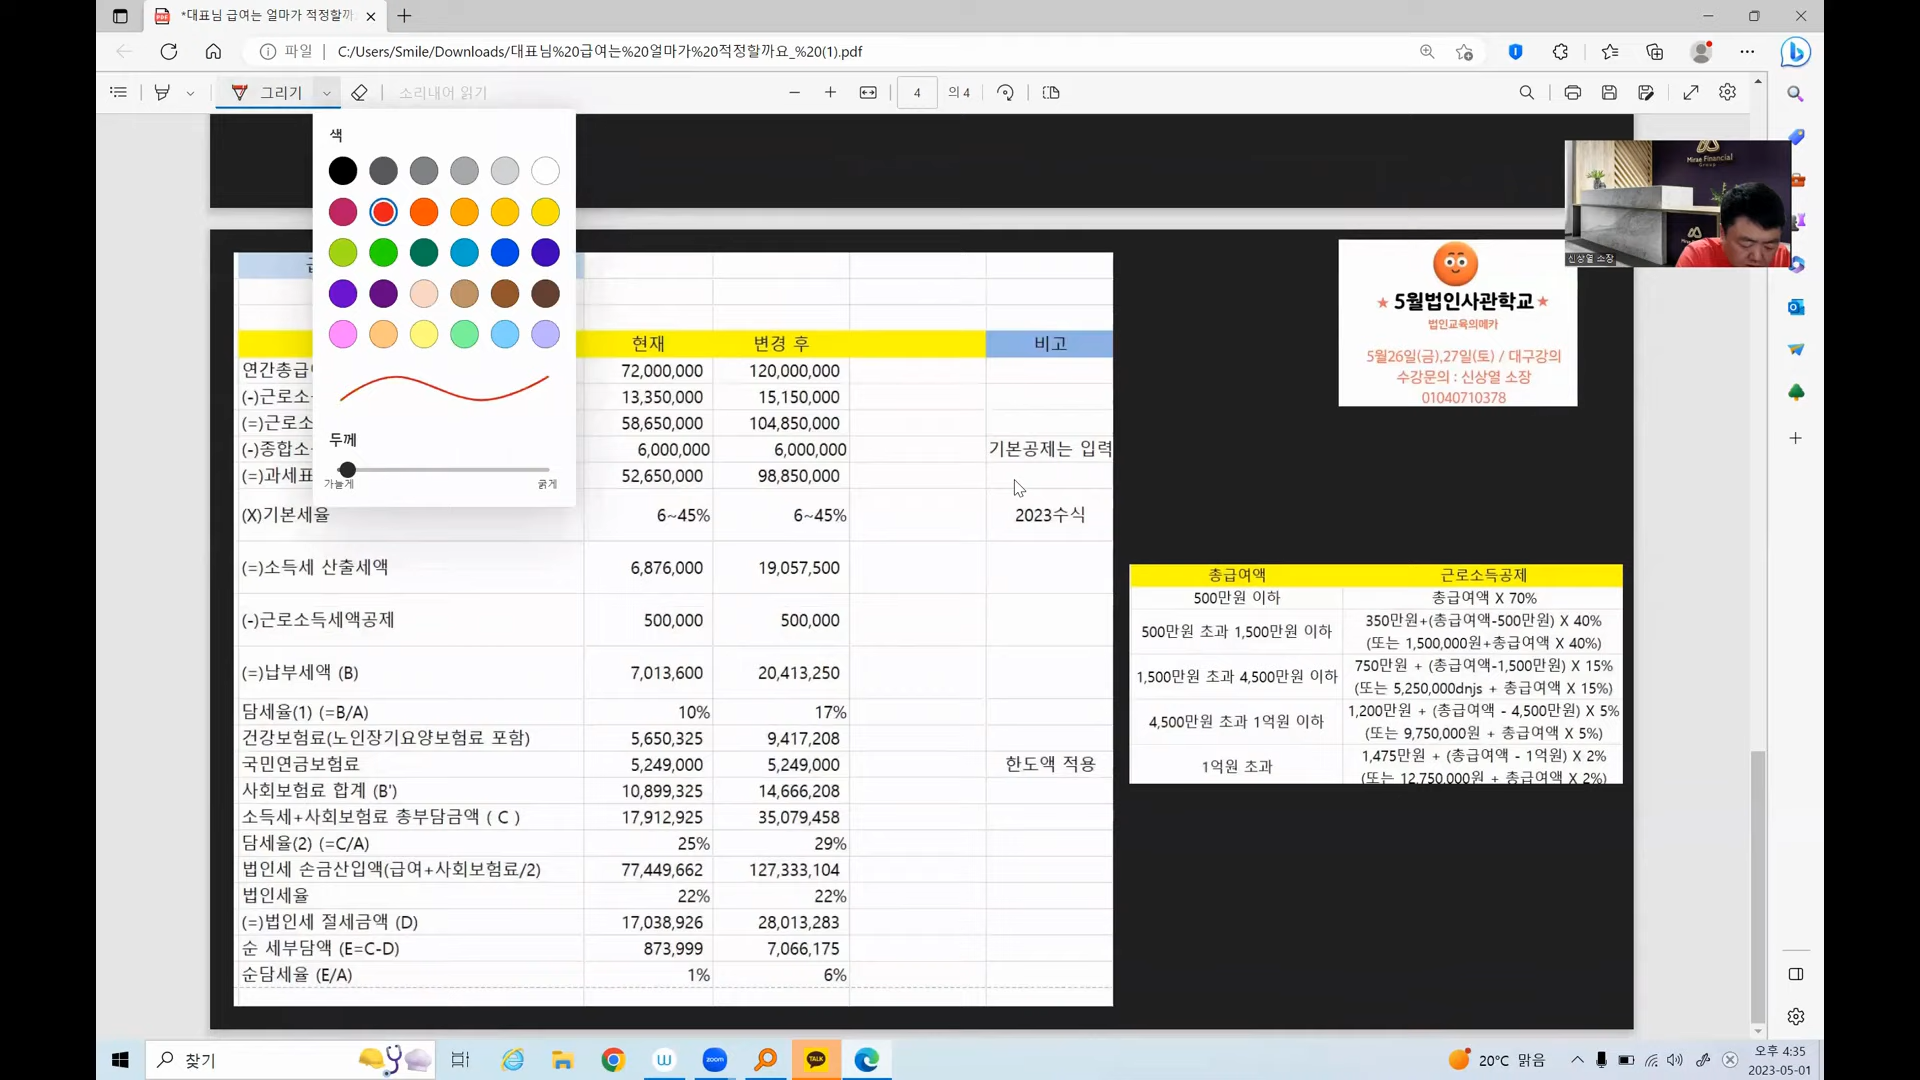 *대표님 급여는 얼마가 적정할까
파일
C:/Users/Smile/Downloads/대표님%20급여는%20얼마가%20적정할까요_%20(1).pdf
그리기
소리내어 읽기
4
의 4
색
두께
가늘게
굵게
현재
변경 후
비고
연간총급
72,000,000
120,000,000
(-)근로소
13,350,000
15,150,000
(=)근로소
58,650,000
104,850,000
(-)종합소
6,000,000
6,000,000
기본공제는 입력
(=)과세표
52,650,000
98,850,000
(X)기본세율
6~45%
6~45%
2023수식
(=)소득세 산출세액
6,876,000
19,057,500
(-)근로소득세액공제
500,000
500,000
(=)납부세액 (B)
7,013,600
20,413,250
담세율(1) (=B/A)
10%
17%
건강보험료(노인장기요양보험료 포함)
5,650,325
9,417,208
국민연금보험료
5,249,000
5,249,000
한도액 적용
사회보험료 합계 (B')
10,899,325
14,666,208
소득세+사회보험료 총부담금액 ( C )
17,912,925
35,079,458
담세율(2) (=C/A)
25%
29%
법인세 손금산입액(급여+사회보험료/2)
77,449,662
127,333,104
법인세율
22%
22%
(=)법인세 절세금액 (D)
17,038,926
28,013,283
순 세부담액 (E=C-D)
873,999
7,066,175
순담세율 (E/A)
1%
6%
Mirae Financial
Group
신상열 소장
★ 5월법인사관학교 ★
법인교육의메카
5월26일(금),27일(토) / 대구강의
수강문의 : 신상열 소장
01040710378
총급여액
근로소득공제
500만원 이하
총급여액 X 70%
500만원 초과 1,500만원 이하
350만원+(총급여액-500만원) X 40%
(또는 1,500,000원+총급여액 X 40%)
1,500만원 초과 4,500만원 이하
750만원 + (총급여액-1,500만원) X 15%
(또는 5,250,000dnjs + 총급여액 X 15%)
4,500만원 초과 1억원 이하
1,200만원 + (총급여액 - 4,500만원) X 5%
(또는 9,750,000원 + 총급여액 X 5%)
1억원 초과
1,475만원 + (총급여액 - 1억원) X 2%
(또는 12,750,000원 + 총급여액 X 2%)
찾기
zoom
TALK
20°C 맑음
오후 4:35
2023-05-01